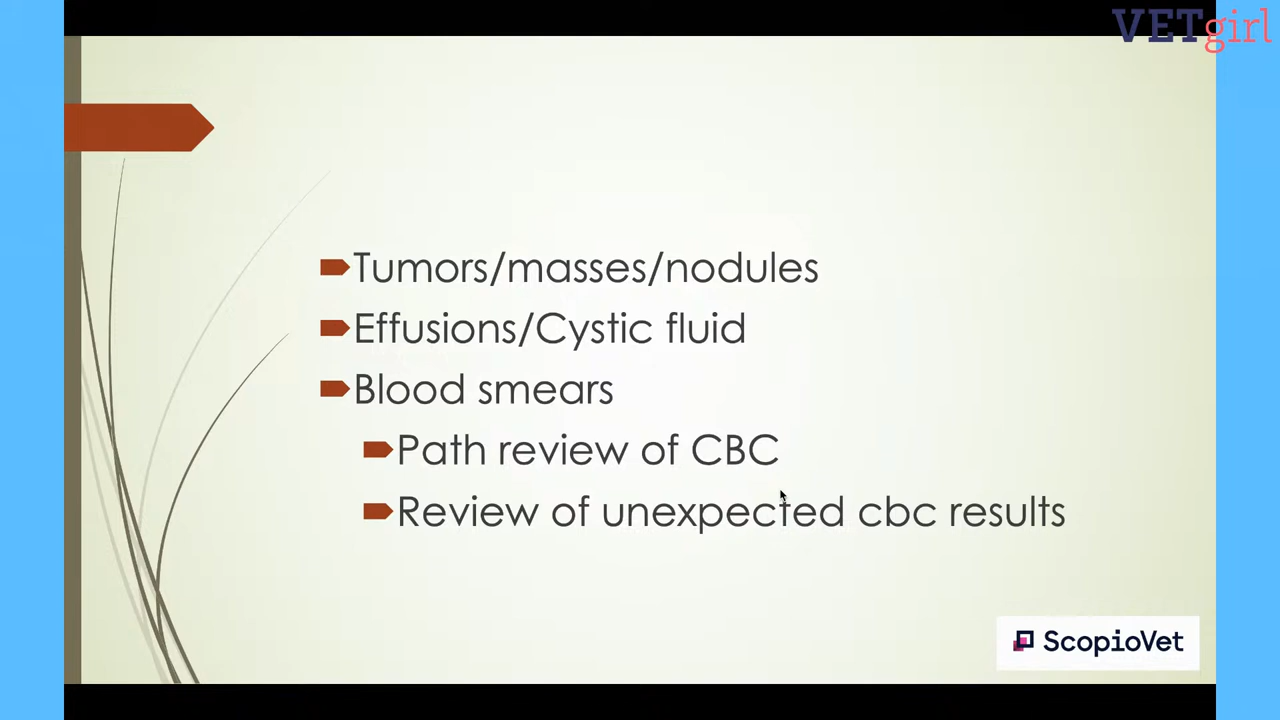 VETgirl
Tumors/masses/nodules
Effusions/Cystic fluid
Blood smears
Path review of CBC
Review of unexpected cbc results
ScopioVet